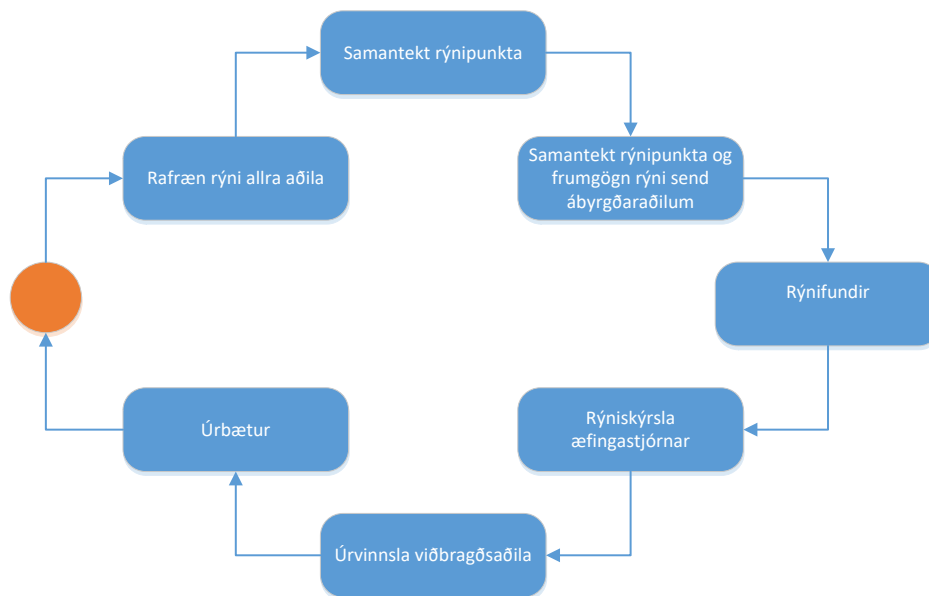 Samantekt rýnipunkta
Rafræn rýni allra aðila
Samantekt rýnipunkta og
frumgögn rýni send
ábyrgðaraðilum
Rýnifundir
Rýniskýrsla
æfingastjórnar
Úrvinnsla viðbragðsaðila
Úrbætur